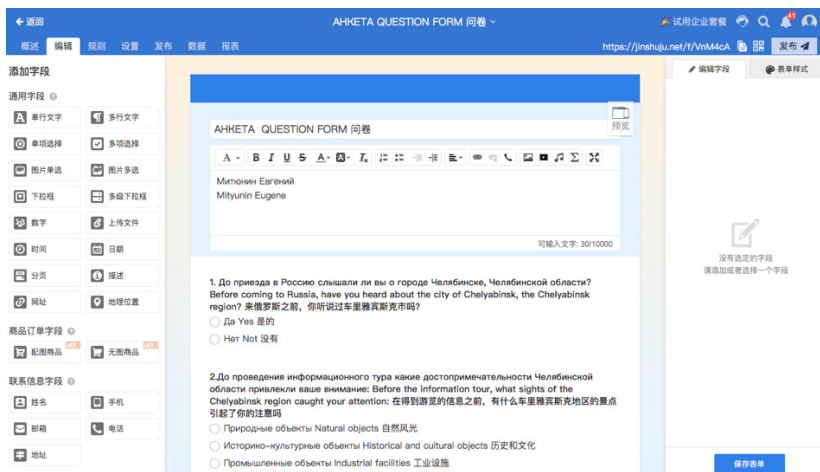 返回
AHKETA QUESTION FORM 问卷
试用企业套餐
41
概述 编辑 规则 设置 发布 数据 报表
https://jinshuju.net/f/VnM4cA
发布
添加字段
通用字段
单行文字 多行文字
单项选择 多项选择
图片单选 图片多选
下拉框 多级下拉框
数字 上传文件
时间 日期
分页 描述
网址 地理位置
商品订单字段
配图商品 无图商品
联系信息字段
姓名 手机
邮箱 电话
地址
预览
AHKETA QUESTION FORM 问卷
Митюнин Евгений
Mityunin Eugene
可输入文字: 30/10000
1. До приезда в Россию слышали ли вы о городе Челябинске, Челябинской области?
Before coming to Russia, have you heard about the city of Chelyabinsk, the Chelyabinsk
region? 来俄罗斯之前，你听说过车里雅宾斯克市吗?
Да Yes 是的
Нет Not 没有
2.До проведения информационного тура какие достопримечательности Челябинской
области привлекли ваше внимание: Before the information tour, what sights of the
Chelyabinsk region caught your attention: 在得到游览的信息之前，有什么车里雅宾斯克地区的景点
引起了你的注意吗
Природные объекты Natural objects 自然风光
Историко-культурные объекты Historical and cultural objects 历史和文化
Промышленные объекты Industrial facilities 工业设施
编辑字段 表单样式
没有选定的字段
请添加或者选择一个字段
保存表单